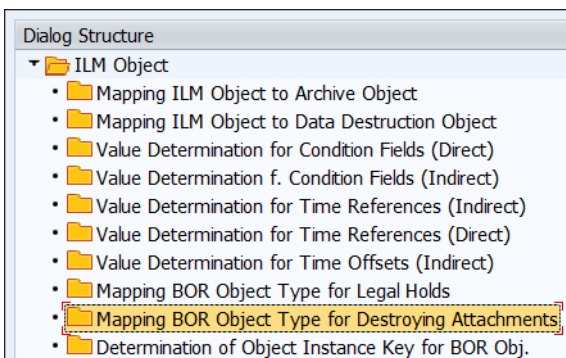 Dialog Structure
ILM Object
Mapping ILM Object to Archive Object
Mapping ILM Object to Data Destruction Object
Value Determination for Condition Fields (Direct)
Value Determination f. Condition Fields (Indirect)
Value Determination for Time References (Indirect)
Value Determination for Time References (Direct)
Value Determination for Time Offsets (Indirect)
Mapping BOR Object Type for Legal Holds
Mapping BOR Object Type for Destroying Attachments
Determination of Object Instance Key for BOR Obj.